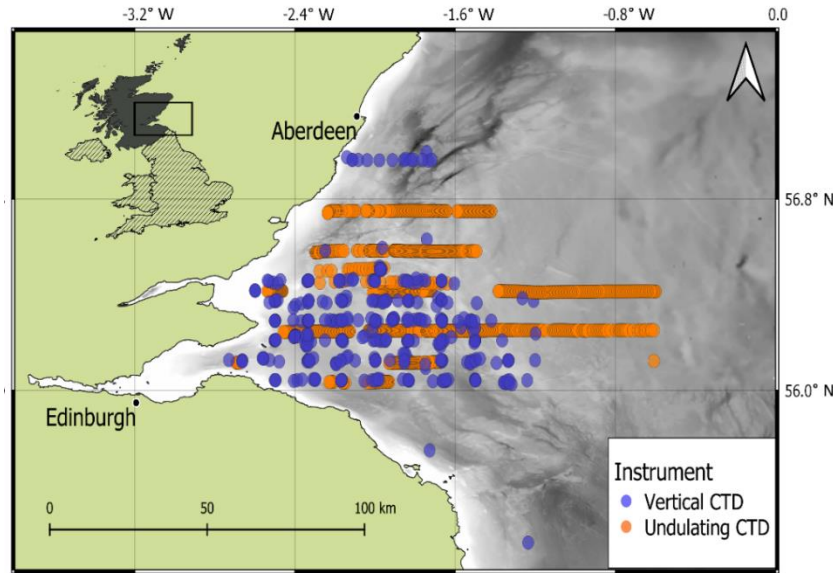 -3.2° W -2.4° W -1.6° W -0.8° W 0.0
Aberdeen
56.8° N
56.0° N
Edinburgh
0 50 100 km
Instrument
Vertical CTD
Undulating CTD